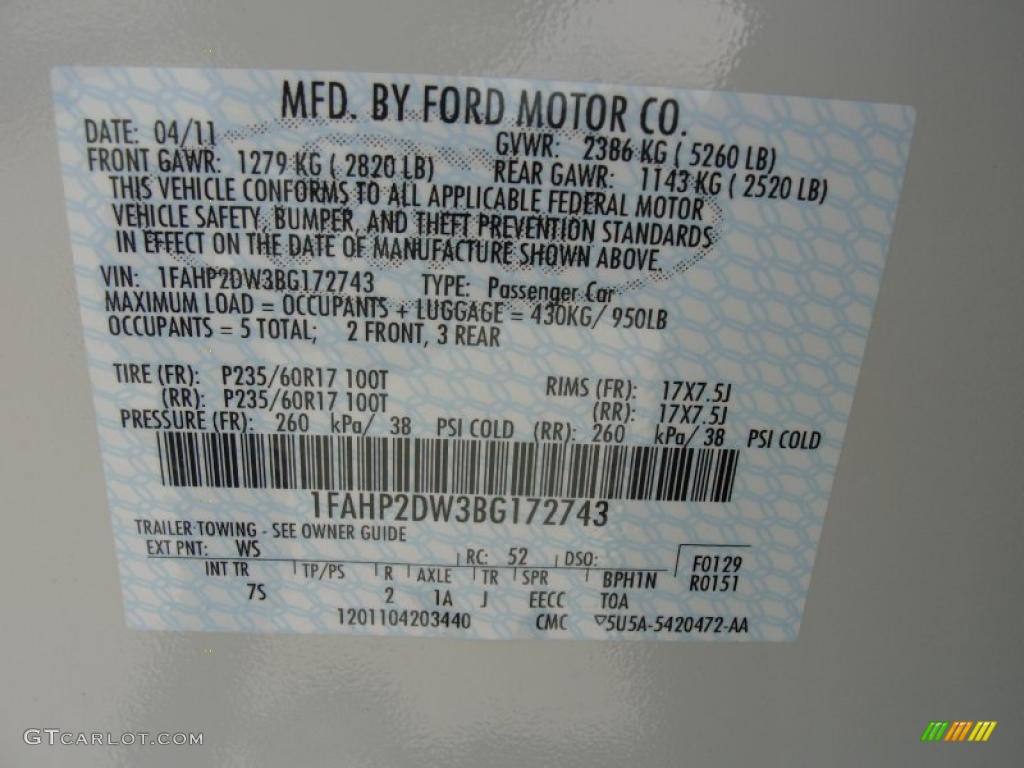 MFD. BY FORD MOTOR CO.
DATE: 04/11 GVWR: 2386 KG ( 5260 LB)
FRONT GAWR: 1279 KG ( 2820 LB) REAR GAWR: 1143 KG ( 2520 LB)
THIS VEHICLE CONFORMS TO ALL APPLICABLE FEDERAL MOTOR
VEHICLE SAFETY, BUMPER, AND THEFT PREVENTION STANDARDS
IN EFFECT ON THE DATE OF MANUFACTURE SHOWN ABOVE.
VIN: 1FAHP2DW3BG172743 TYPE: Passenger Car
MAXIMUM LOAD = OCCUPANTS + LUGGAGE = 430KG/ 950LB
OCCUPANTS = 5 TOTAL; 2 FRONT, 3 REAR
TIRE (FR): P235/60R17 100T RIMS (FR): 17X7.5J
(RR): P235/60R17 100T (RR): 17X7.5J
PRESSURE (FR): 260 kPa/ 38 PSI COLD (RR): 260 kPa/ 38 PSI COLD
1FAHP2DW3BG172743
TRAILER TOWING - SEE OWNER GUIDE
EXT PNT: WS RC: 52 DSO: F0129
INT TR TP/PS R AXLE TR SPR BPH1N R0151
7S 2 1A J EECC TOA
1201104203440 CMC ▽5U5A-5420472-AA
GTCARLOT.COM